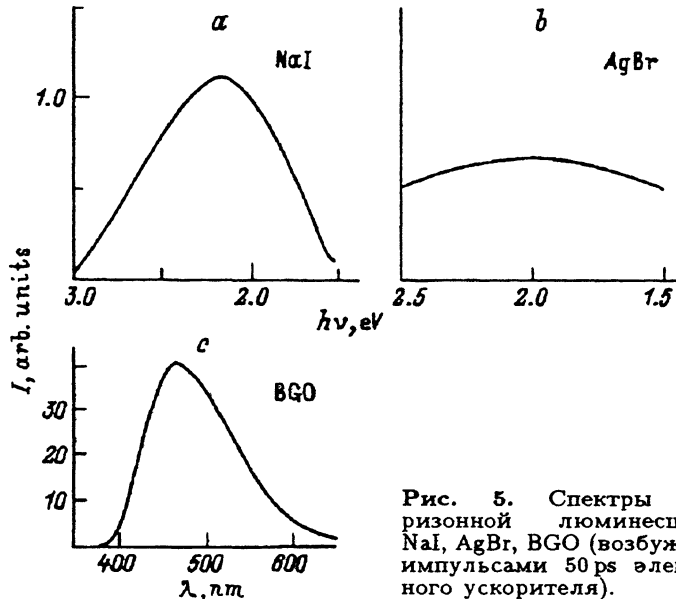 a
b
NaI
AgBr
1.0
3.0
2.0
2.5
2.0
1.5
hν, eV
I, arb. units
c
BGO
30
20
10
400
500
600
λ, nm
Рис. 5. Спектры
ризонной люминесц
NaI, AgBr, BGO (возбуж
импульсами 50 ps элек
ного ускорителя).